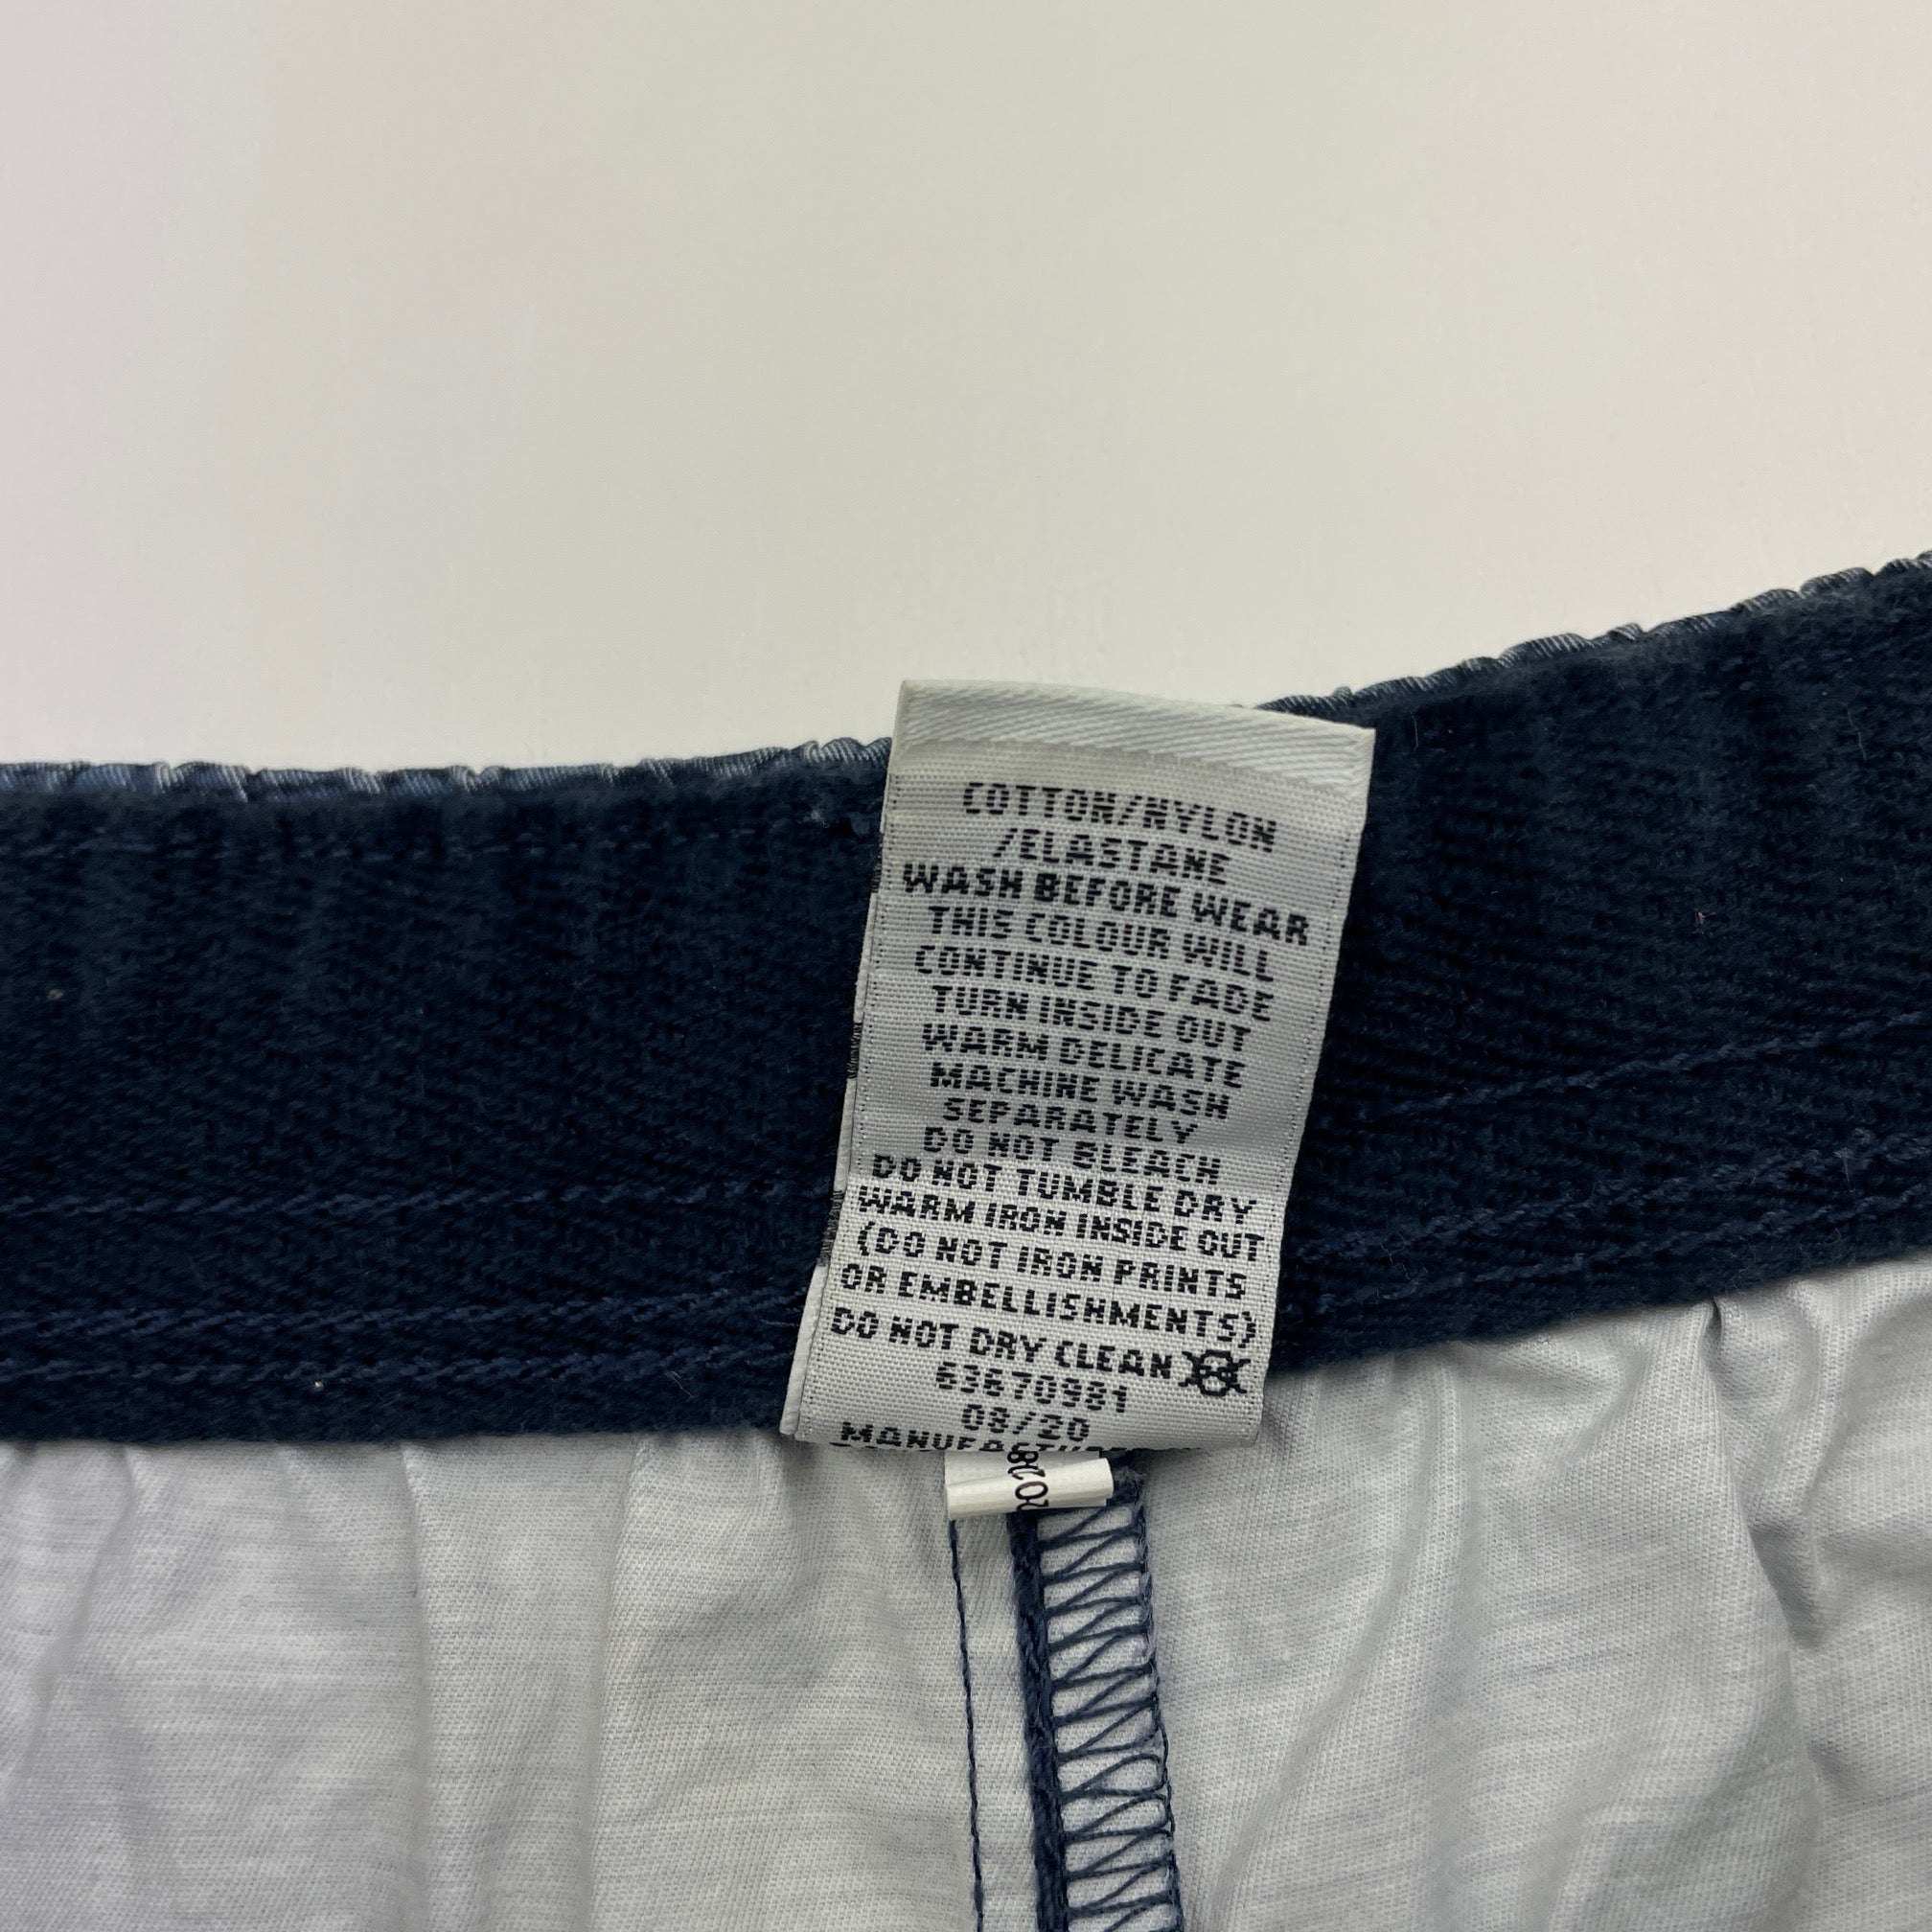 COTTON/NYLON
/ELASTANE
WASH BEFORE WEAR
THIS COLOUR WILL
CONTINUE TO FADE
TURN INSIDE OUT
WARM DELICATE
MACHINE WASH
SEPARATELY
DO NOT BLEACH
DO NOT TUMBLE DRY
WARM IRON INSIDE OUT
(DO NOT IRON PRINTS
OR EMBELLISHMENTS)
DO NOT DRY CLEAN
63670981
08/20